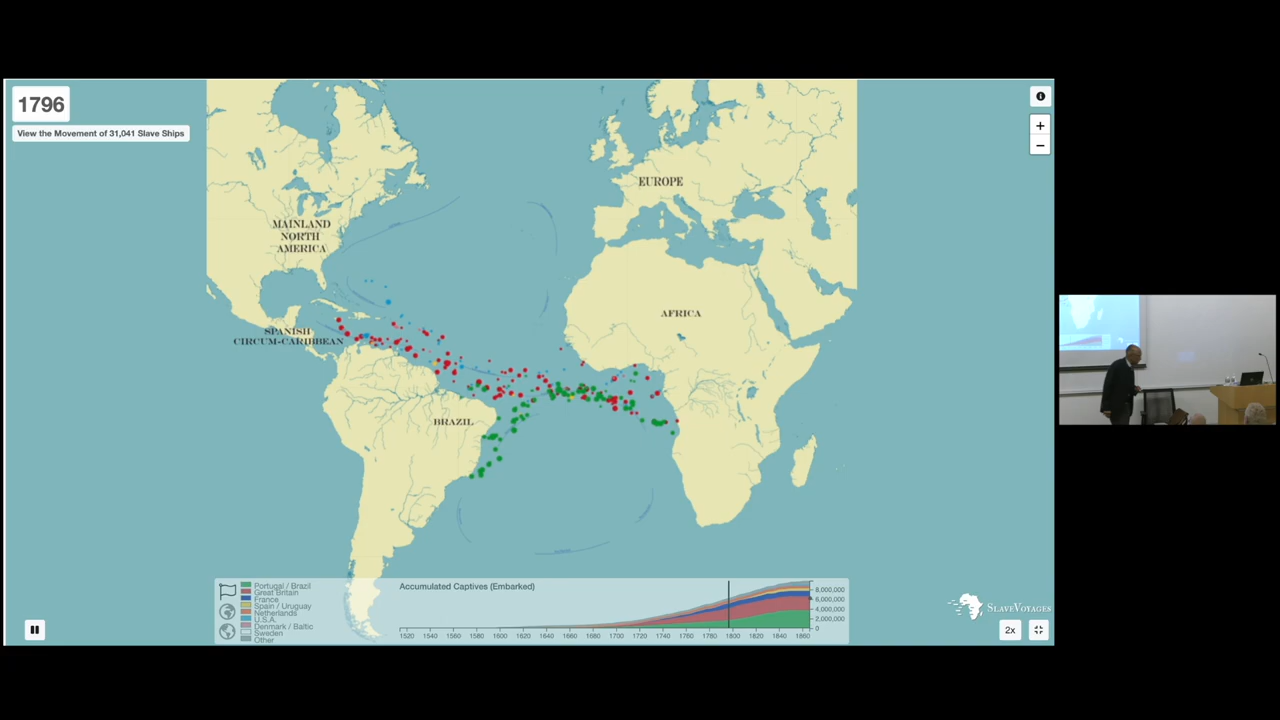 1796
View the Movement of 31,041 Slave Ships
EUROPE
MAINLAND
NORTH
AMERICA
AFRICA
SPANISH
CIRCUM-CARIBBEAN
BRAZIL
Portugal / Brazil
Great Britain
France
Spain / Uruguay
Netherlands
U.S.A.
Denmark / Baltic
Sweden
Other
Accumulated Captives (Embarked)
8,000,000
6,000,000
4,000,000
2,000,000
0
1520 1540 1560 1580 1600 1620 1640 1660 1680 1700 1720 1740 1760 1780 1800 1820 1840 1860
SLAVEVOYAGES
2x